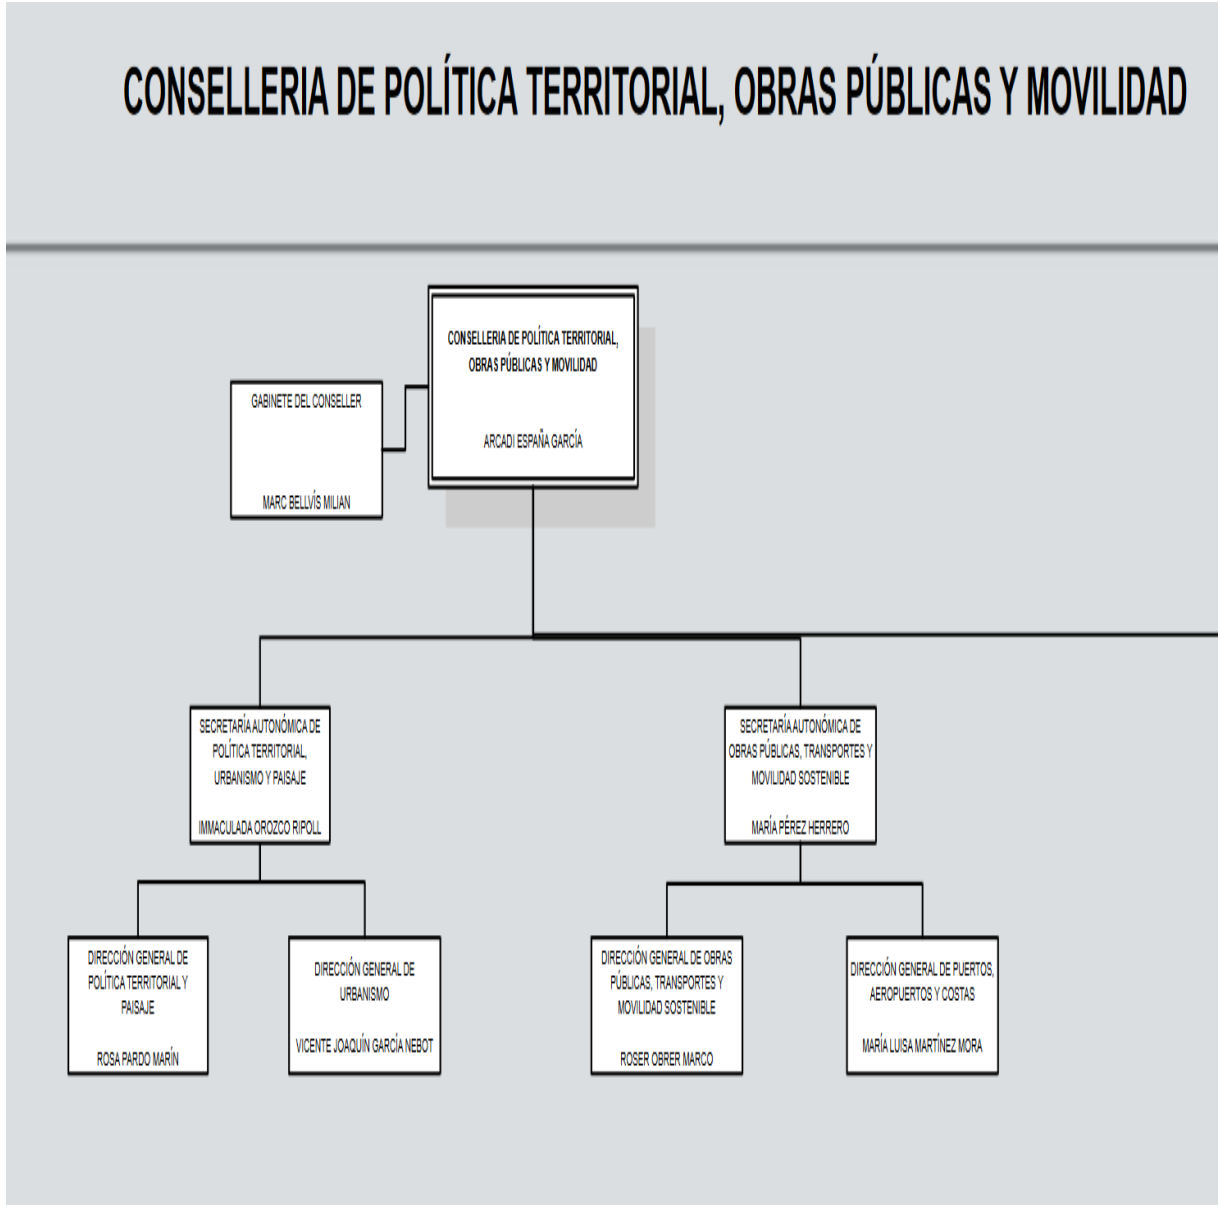 CONSELLERIA DE POLÍTICA TERRITORIAL, OBRAS PÚBLICAS Y MOVILIDAD
CONSELLERIA DE POLÍTICA TERRITORIAL,
OBRAS PÚBLICAS Y MOVILIDAD
ARCADI ESPAÑA GARCÍA
GABINETE DEL CONSELLER
MARC BELLVÍS MILIAN
SECRETARÍA AUTONÓMICA DE
POLÍTICA TERRITORIAL,
URBANISMO Y PAISAJE
IMMACULADA OROZCO RIPOLL
SECRETARÍA AUTONÓMICA DE
OBRAS PÚBLICAS, TRANSPORTES Y
MOVILIDAD SOSTENIBLE
MARÍA PÉREZ HERRERO
DIRECCIÓN GENERAL DE
POLÍTICA TERRITORIAL Y
PAISAJE
ROSA PARDO MARÍN
DIRECCIÓN GENERAL DE
URBANISMO
VICENTE JOAQUÍN GARCÍA NEBOT
DIRECCIÓN GENERAL DE OBRAS
PÚBLICAS, TRANSPORTES Y
MOVILIDAD SOSTENIBLE
ROSER OBRER MARCO
DIRECCIÓN GENERAL DE PUERTOS,
AEROPUERTOS Y COSTAS
MARÍA LUISA MARTÍNEZ MORA